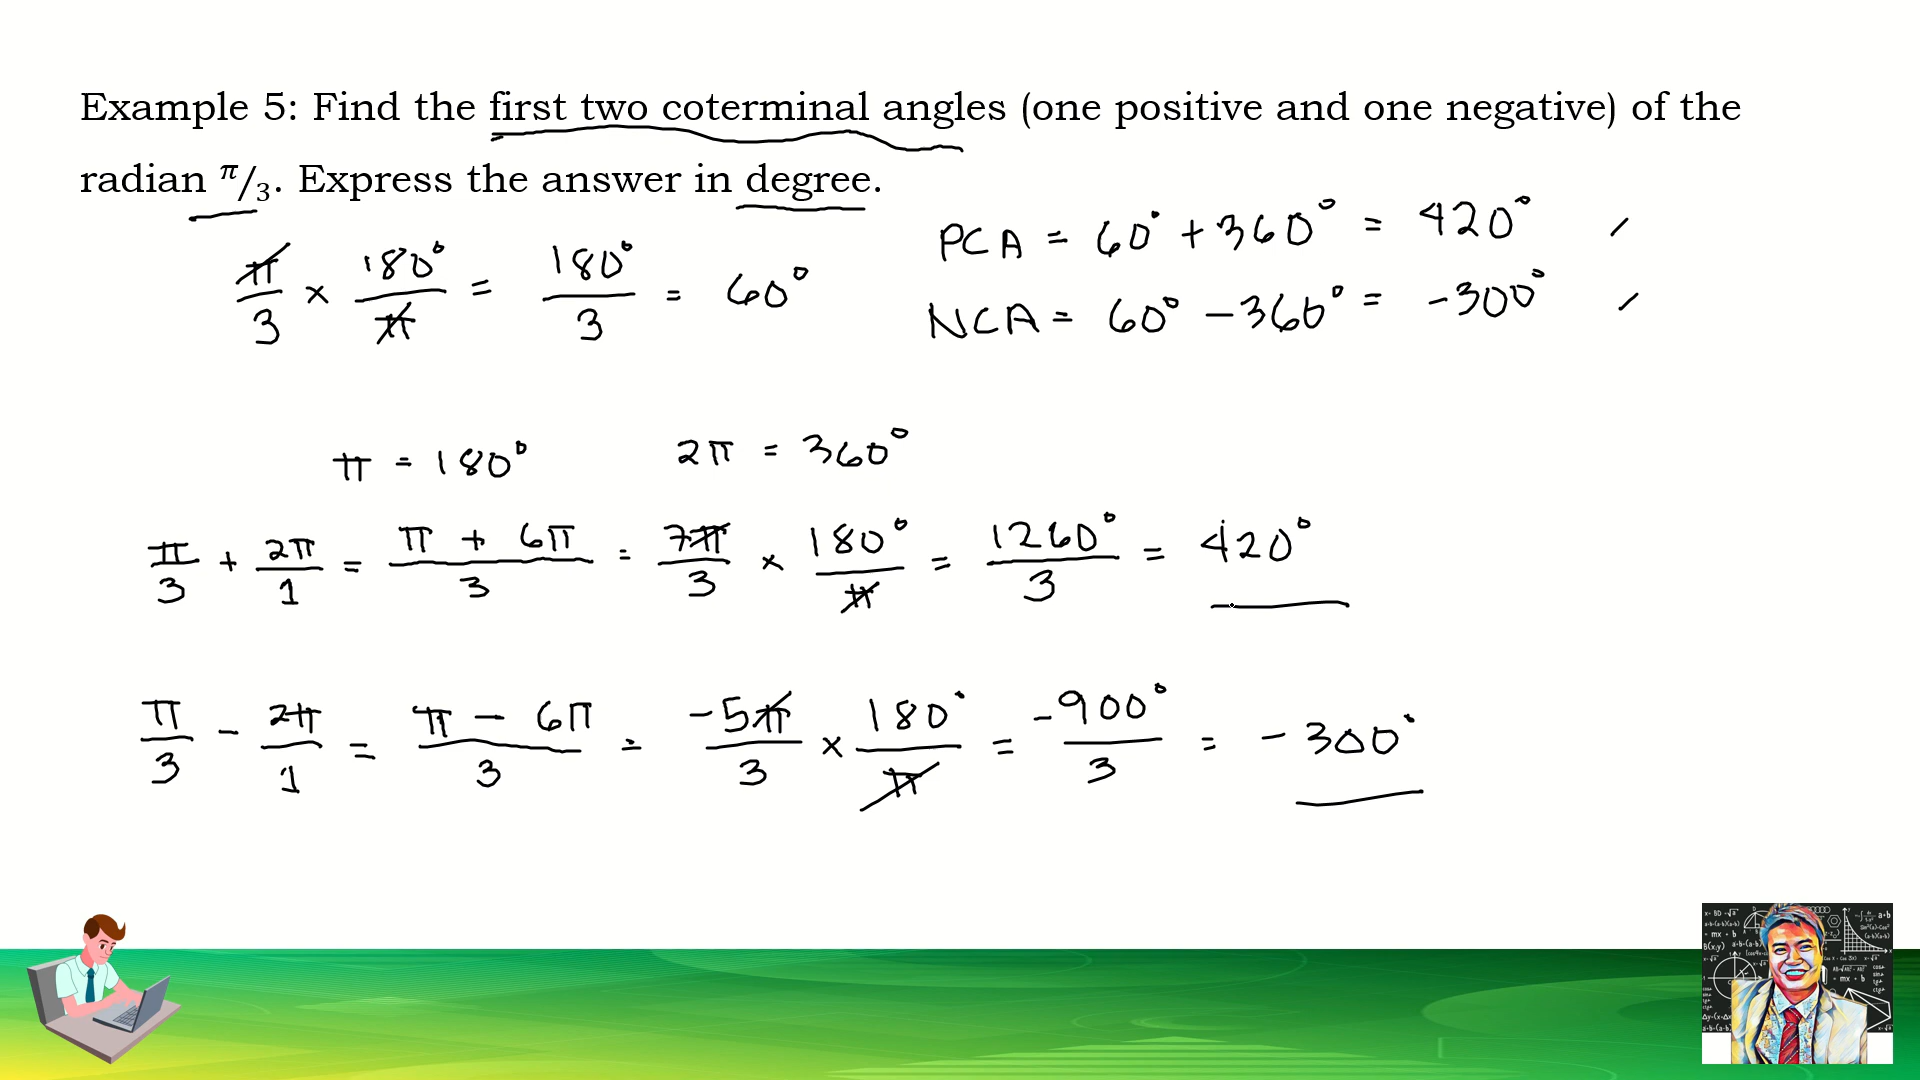 Example 5: Find the first two coterminal angles (one positive and one negative) of the
radian π/3. Express the answer in degree.
π/3 × 180°/π = 180°/3 = 60°
PCA = 60° + 360° = 420°
NCA = 60° - 360° = -300°
π = 180°
2π = 360°
π/3 + 2π/1 = π + 6π/3 = 7π/3 × 180°/π = 1260°/3 = 420°
π/3 - 2π/1 = π - 6π/3 = -5π/3 × 180°/π = -900°/3 = -300°